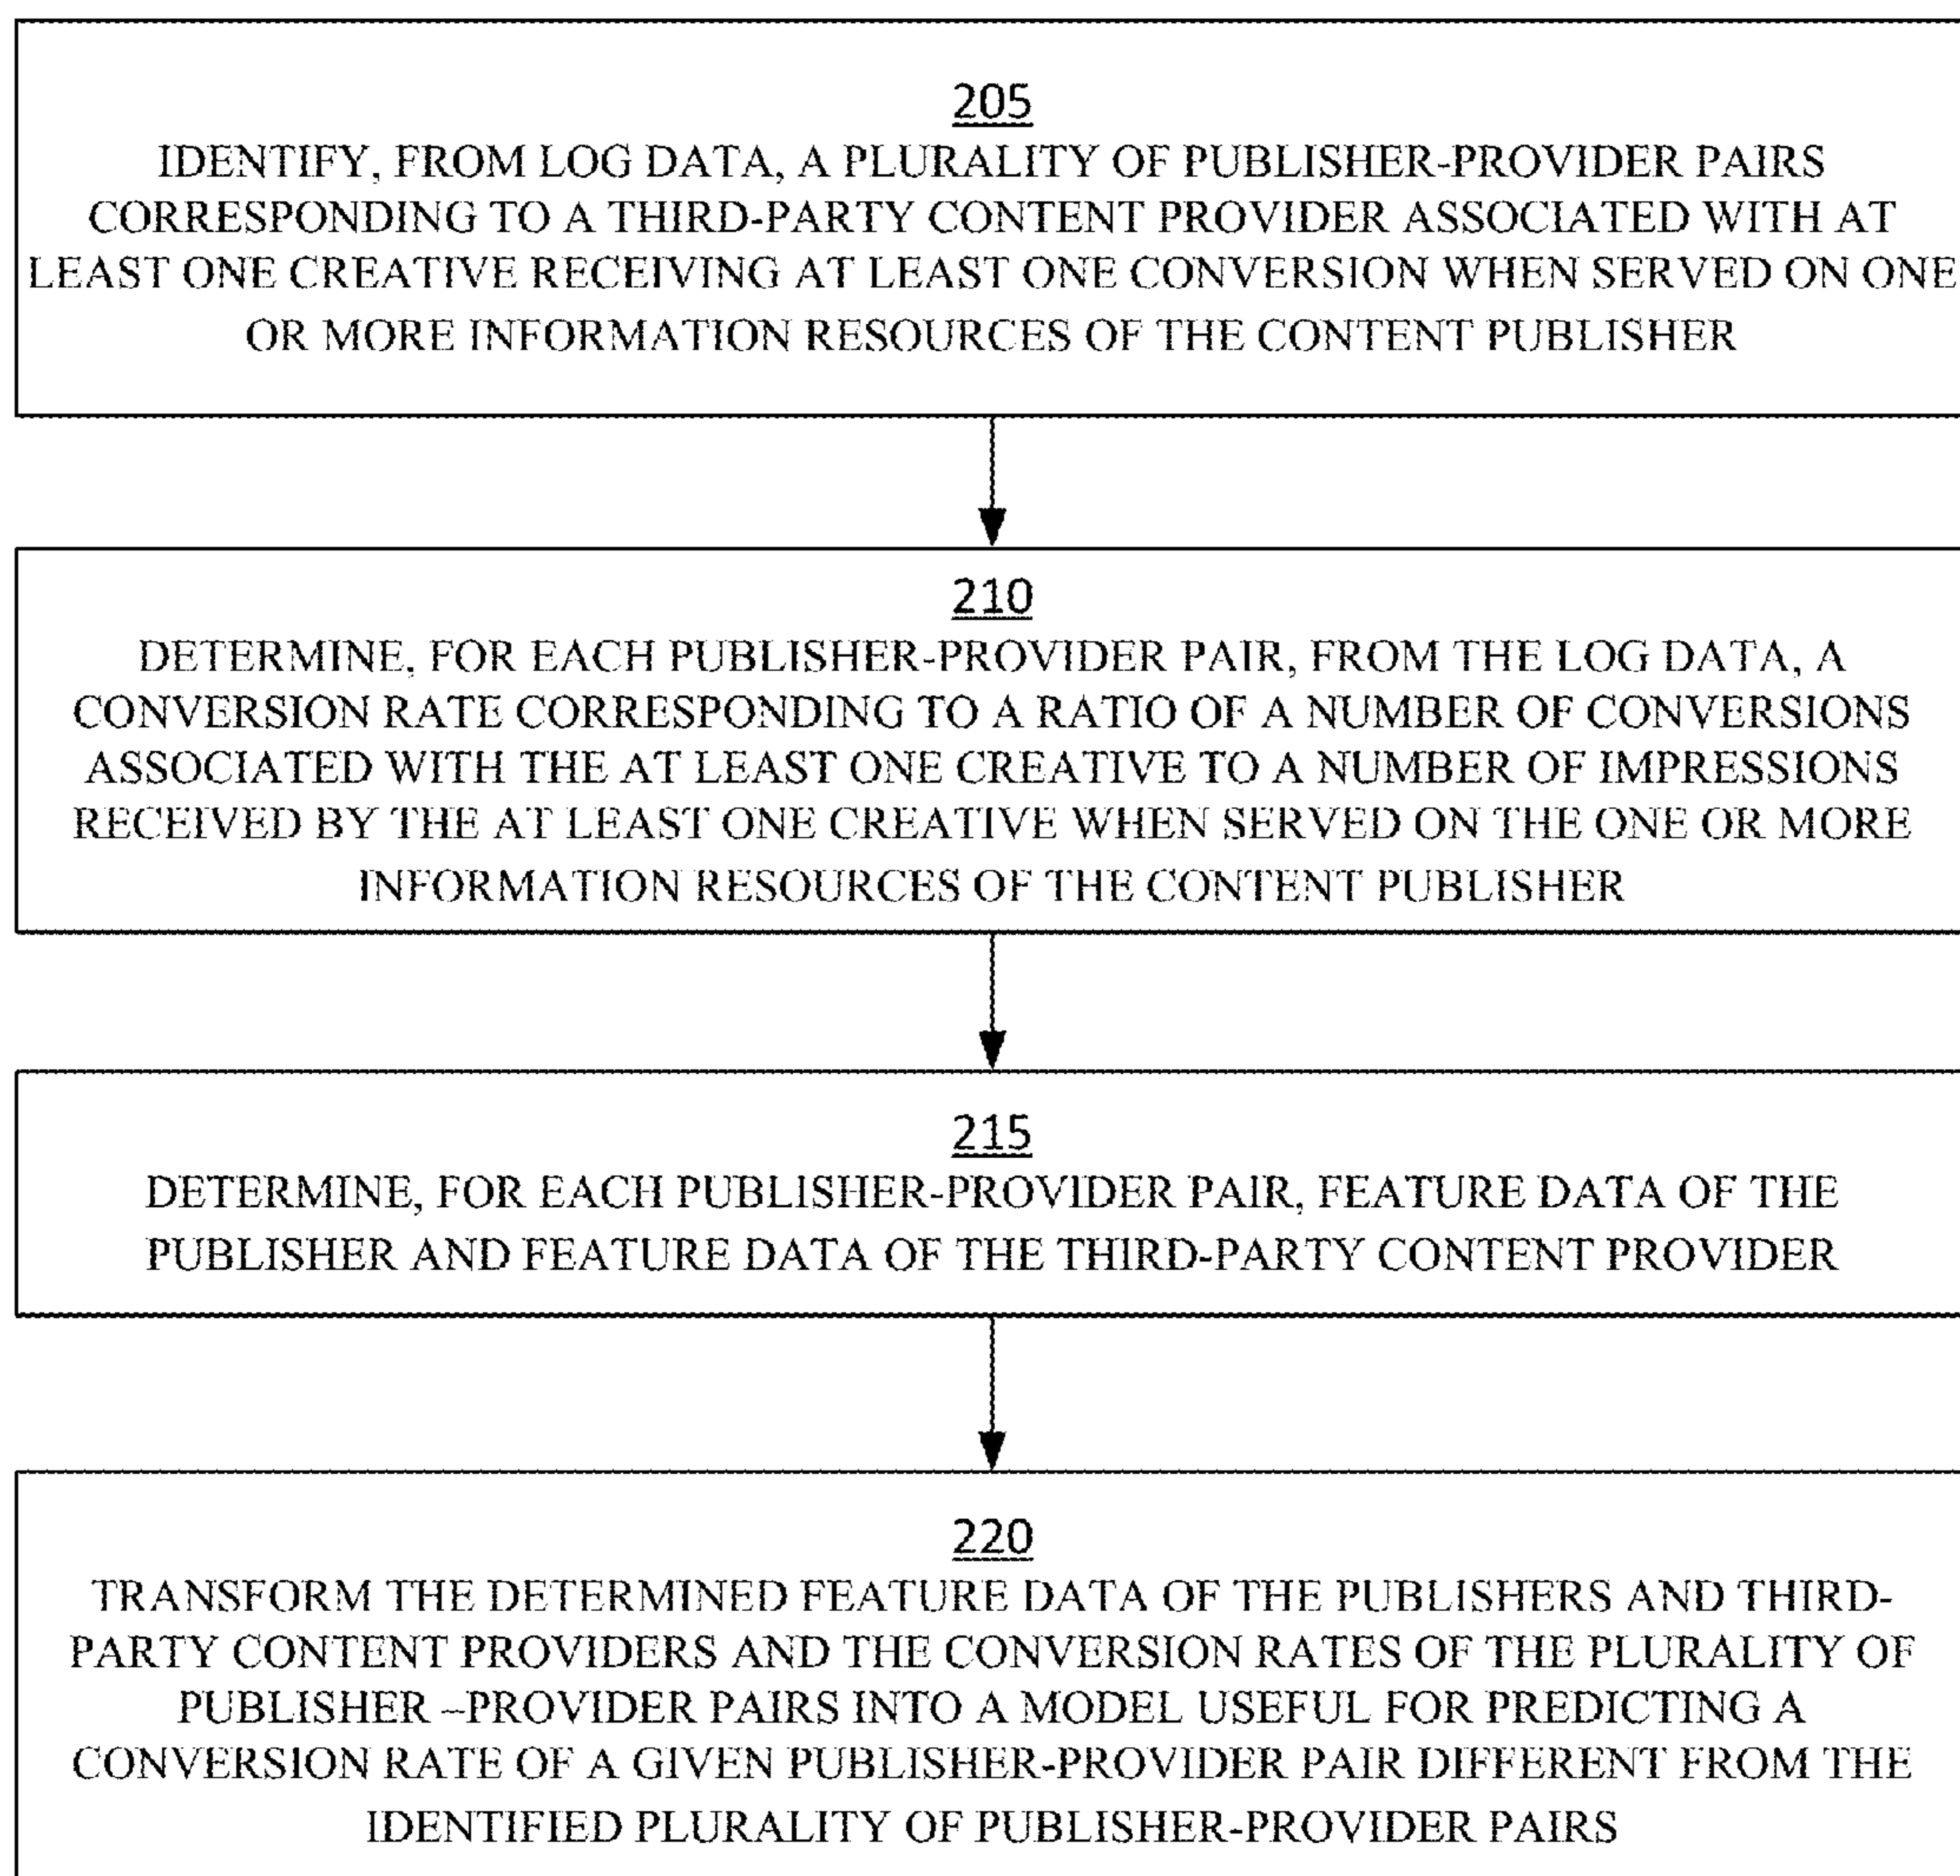 205
IDENTIFY, FROM LOG DATA, A PLURALITY OF PUBLISHER-PROVIDER PAIRS
CORRESPONDING TO A THIRD-PARTY CONTENT PROVIDER ASSOCIATED WITH AT
LEAST ONE CREATIVE RECEIVING AT LEAST ONE CONVERSION WHEN SERVED ON ONE
OR MORE INFORMATION RESOURCES OF THE CONTENT PUBLISHER
210
DETERMINE, FOR EACH PUBLISHER-PROVIDER PAIR, FROM THE LOG DATA, A
CONVERSION RATE CORRESPONDING TO A RATIO OF A NUMBER OF CONVERSIONS
ASSOCIATED WITH THE AT LEAST ONE CREATIVE TO A NUMBER OF IMPRESSIONS
RECEIVED BY THE AT LEAST ONE CREATIVE WHEN SERVED ON THE ONE OR MORE
INFORMATION RESOURCES OF THE CONTENT PUBLISHER
215
DETERMINE, FOR EACH PUBLISHER-PROVIDER PAIR, FEATURE DATA OF THE
PUBLISHER AND FEATURE DATA OF THE THIRD-PARTY CONTENT PROVIDER
220
TRANSFORM THE DETERMINED FEATURE DATA OF THE PUBLISHERS AND THIRD-
PARTY CONTENT PROVIDERS AND THE CONVERSION RATES OF THE PLURALITY OF
PUBLISHER –PROVIDER PAIRS INTO A MODEL USEFUL FOR PREDICTING A
CONVERSION RATE OF A GIVEN PUBLISHER-PROVIDER PAIR DIFFERENT FROM THE
IDENTIFIED PLURALITY OF PUBLISHER-PROVIDER PAIRS